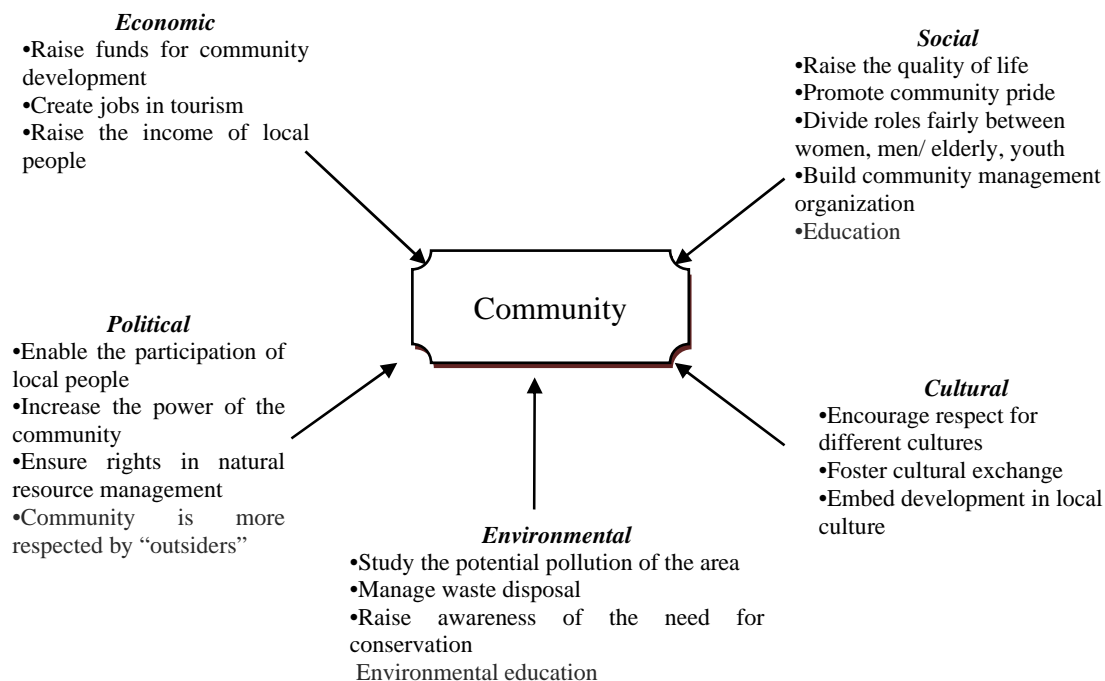 Economic
•Raise funds for community
development
•Create jobs in tourism
•Raise the income of local
people
Social
•Raise the quality of life
•Promote community pride
•Divide roles fairly between
women, men/ elderly, youth
•Build community management
organization
•Education
Community
Political
•Enable the participation of
local people
•Increase the power of the
community
•Ensure rights in natural
resource management
•Community is more
respected by “outsiders”
Cultural
•Encourage respect for
different cultures
•Foster cultural exchange
•Embed development in local
culture
Environmental
•Study the potential pollution of the area
•Manage waste disposal
•Raise awareness of the need for
conservation
Environmental education